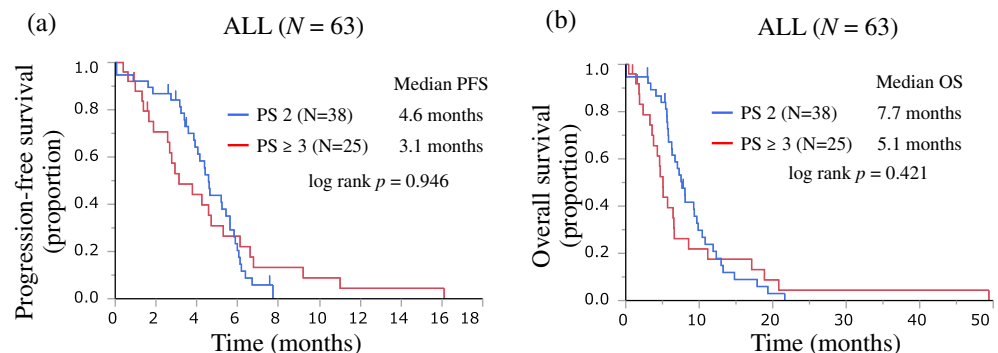 (a)
ALL (N = 63)
Progression-free survival
(proportion)
1.0
0.8
0.6
0.4
0.2
0.0
Median PFS
PS 2 (N=38) 4.6 months
PS ≥ 3 (N=25) 3.1 months
log rank p = 0.946
0 2 4 6 8 10 12 14 16 18
Time (months)
(b)
ALL (N = 63)
Overall survival
(proportion)
1.0
0.8
0.6
0.4
0.2
0.0
Median OS
PS 2 (N=38) 7.7 months
PS ≥ 3 (N=25) 5.1 months
log rank p = 0.421
0 10 20 30 40 50
Time (months)